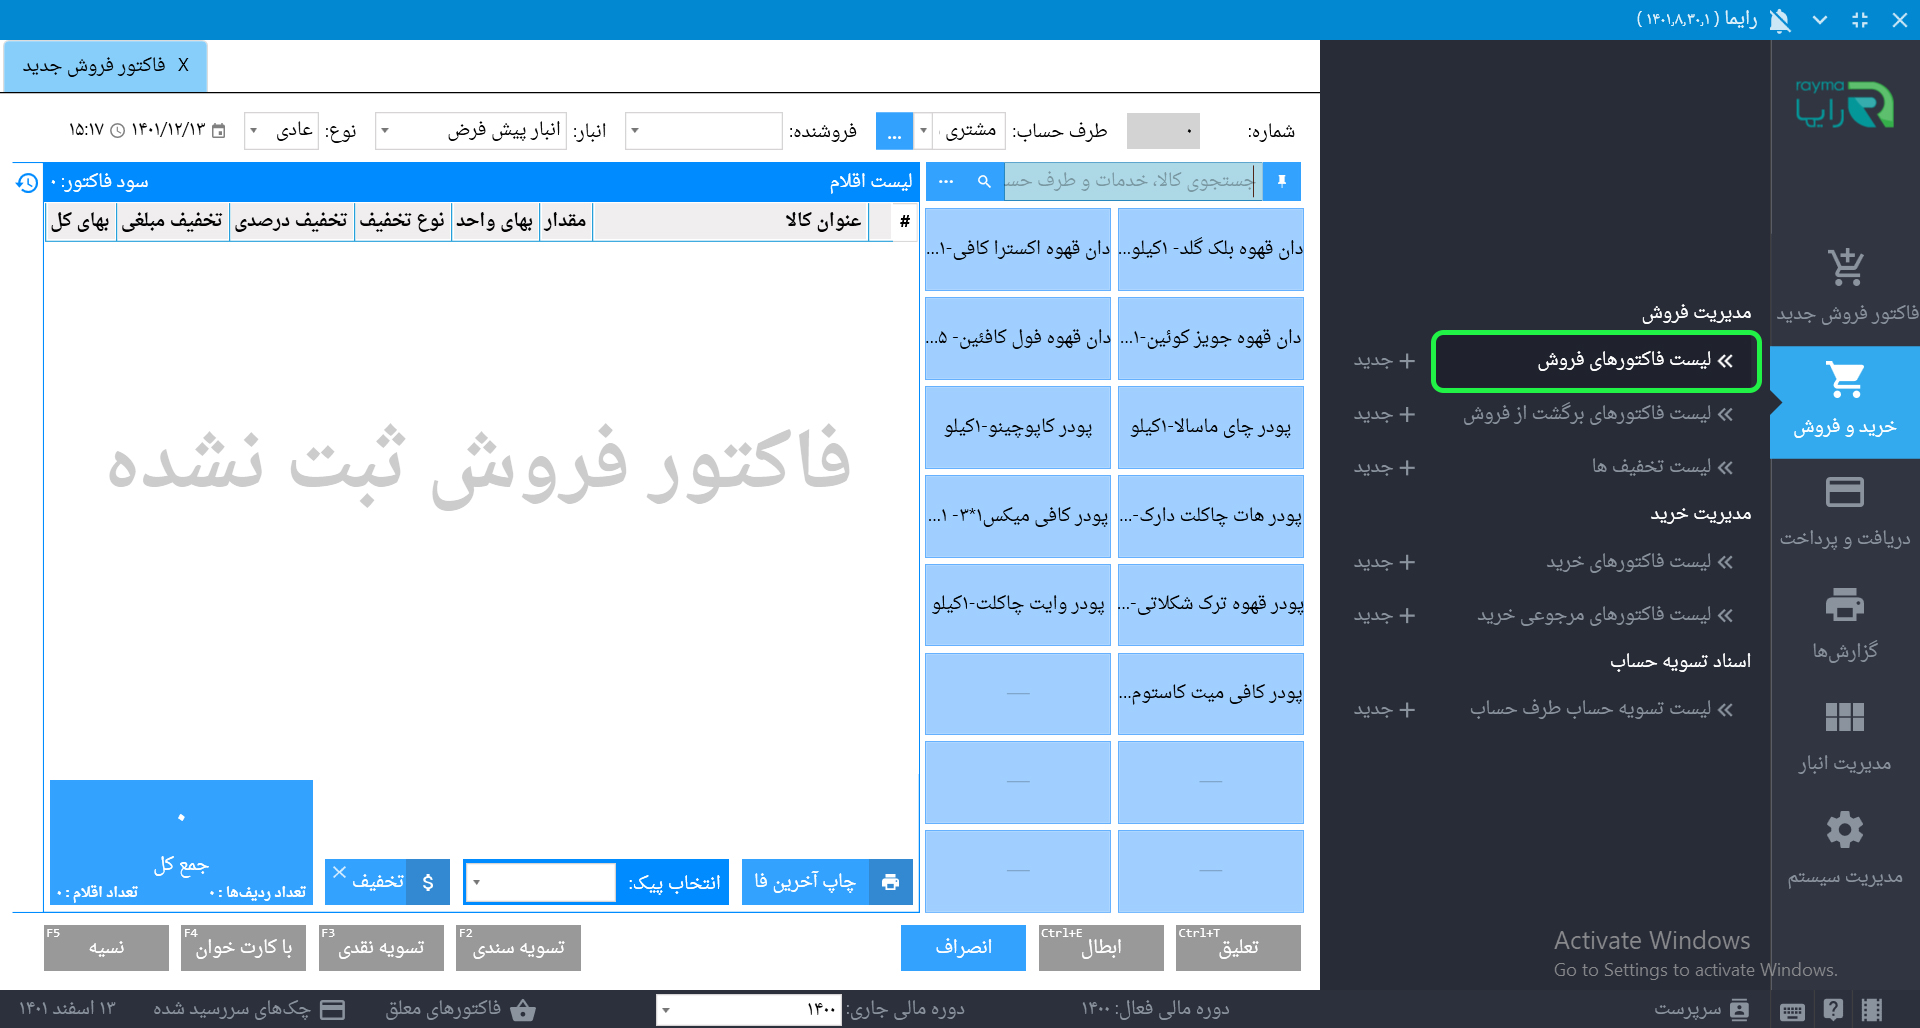 رایما ( ۱۴۰۱,۸,۳۰,۱ )
rayma
رایما
X فاکتور فروش جدید
شماره: ۰
طرف حساب: مشتری
...
فروشنده:
انبار: انبار پیش فرض
نوع: عادی
۱۴۰۱/۱۲/۱۳ ۱۵:۱۷
جستجوی کالا، خدمات و طرف حسـ
...
لیست اقلام
سود فاکتور: ۰
# عنوان کالا مقدار بهای واحد نوع تخفیف تخفیف درصدی تخفیف مبلغی بهای کل
فاکتور فروش ثبت نشده
دان قهوه بلک گلد- ۱کیلو...
دان قهوه اکسترا کافی-۱...
دان قهوه جویز کوئین-۱...
دان قهوه فول کافئین- ۵...
پودر چای ماسالا-۱کیلو
پودر کاپوچینو-۱کیلو
پودر هات چاکلت دارک-...
پودر کافی میکس۱*۳- ۱...
پودر قهوه ترک شکلاتی-...
پودر وایت چاکلت-۱کیلو
پودر کافی میت کاستوم...
فاکتور فروش جدید
خرید و فروش
دریافت و پرداخت
گزارش‌ها
مدیریت انبار
مدیریت سیستم
مدیریت فروش
» لیست فاکتورهای فروش + جدید
» لیست فاکتورهای برگشت از فروش + جدید
» لیست تخفیف ها + جدید
مدیریت خرید
» لیست فاکتورهای خرید + جدید
» لیست فاکتورهای مرجوعی خرید + جدید
اسناد تسویه حساب
» لیست تسویه حساب طرف حساب + جدید
چاپ آخرین فا
انتخاب پیک:
$ تخفیف
۰
جمع کل
تعداد ردیف‌ها : ۰
تعداد اقلام : ۰
Ctrl+T تعلیق
Ctrl+E ابطال
انصراف
F2 تسویه سندی
F3 تسویه نقدی
F4 با کارت خوان
F5 نسیه
Activate Windows
Go to Settings to activate Windows.
سرپرست
دوره مالی فعال: ۱۴۰۰
دوره مالی جاری: ۱۴۰۰
فاکتورهای معلق
چک‌های سررسید شده
۱۳ اسفند ۱۴۰۱